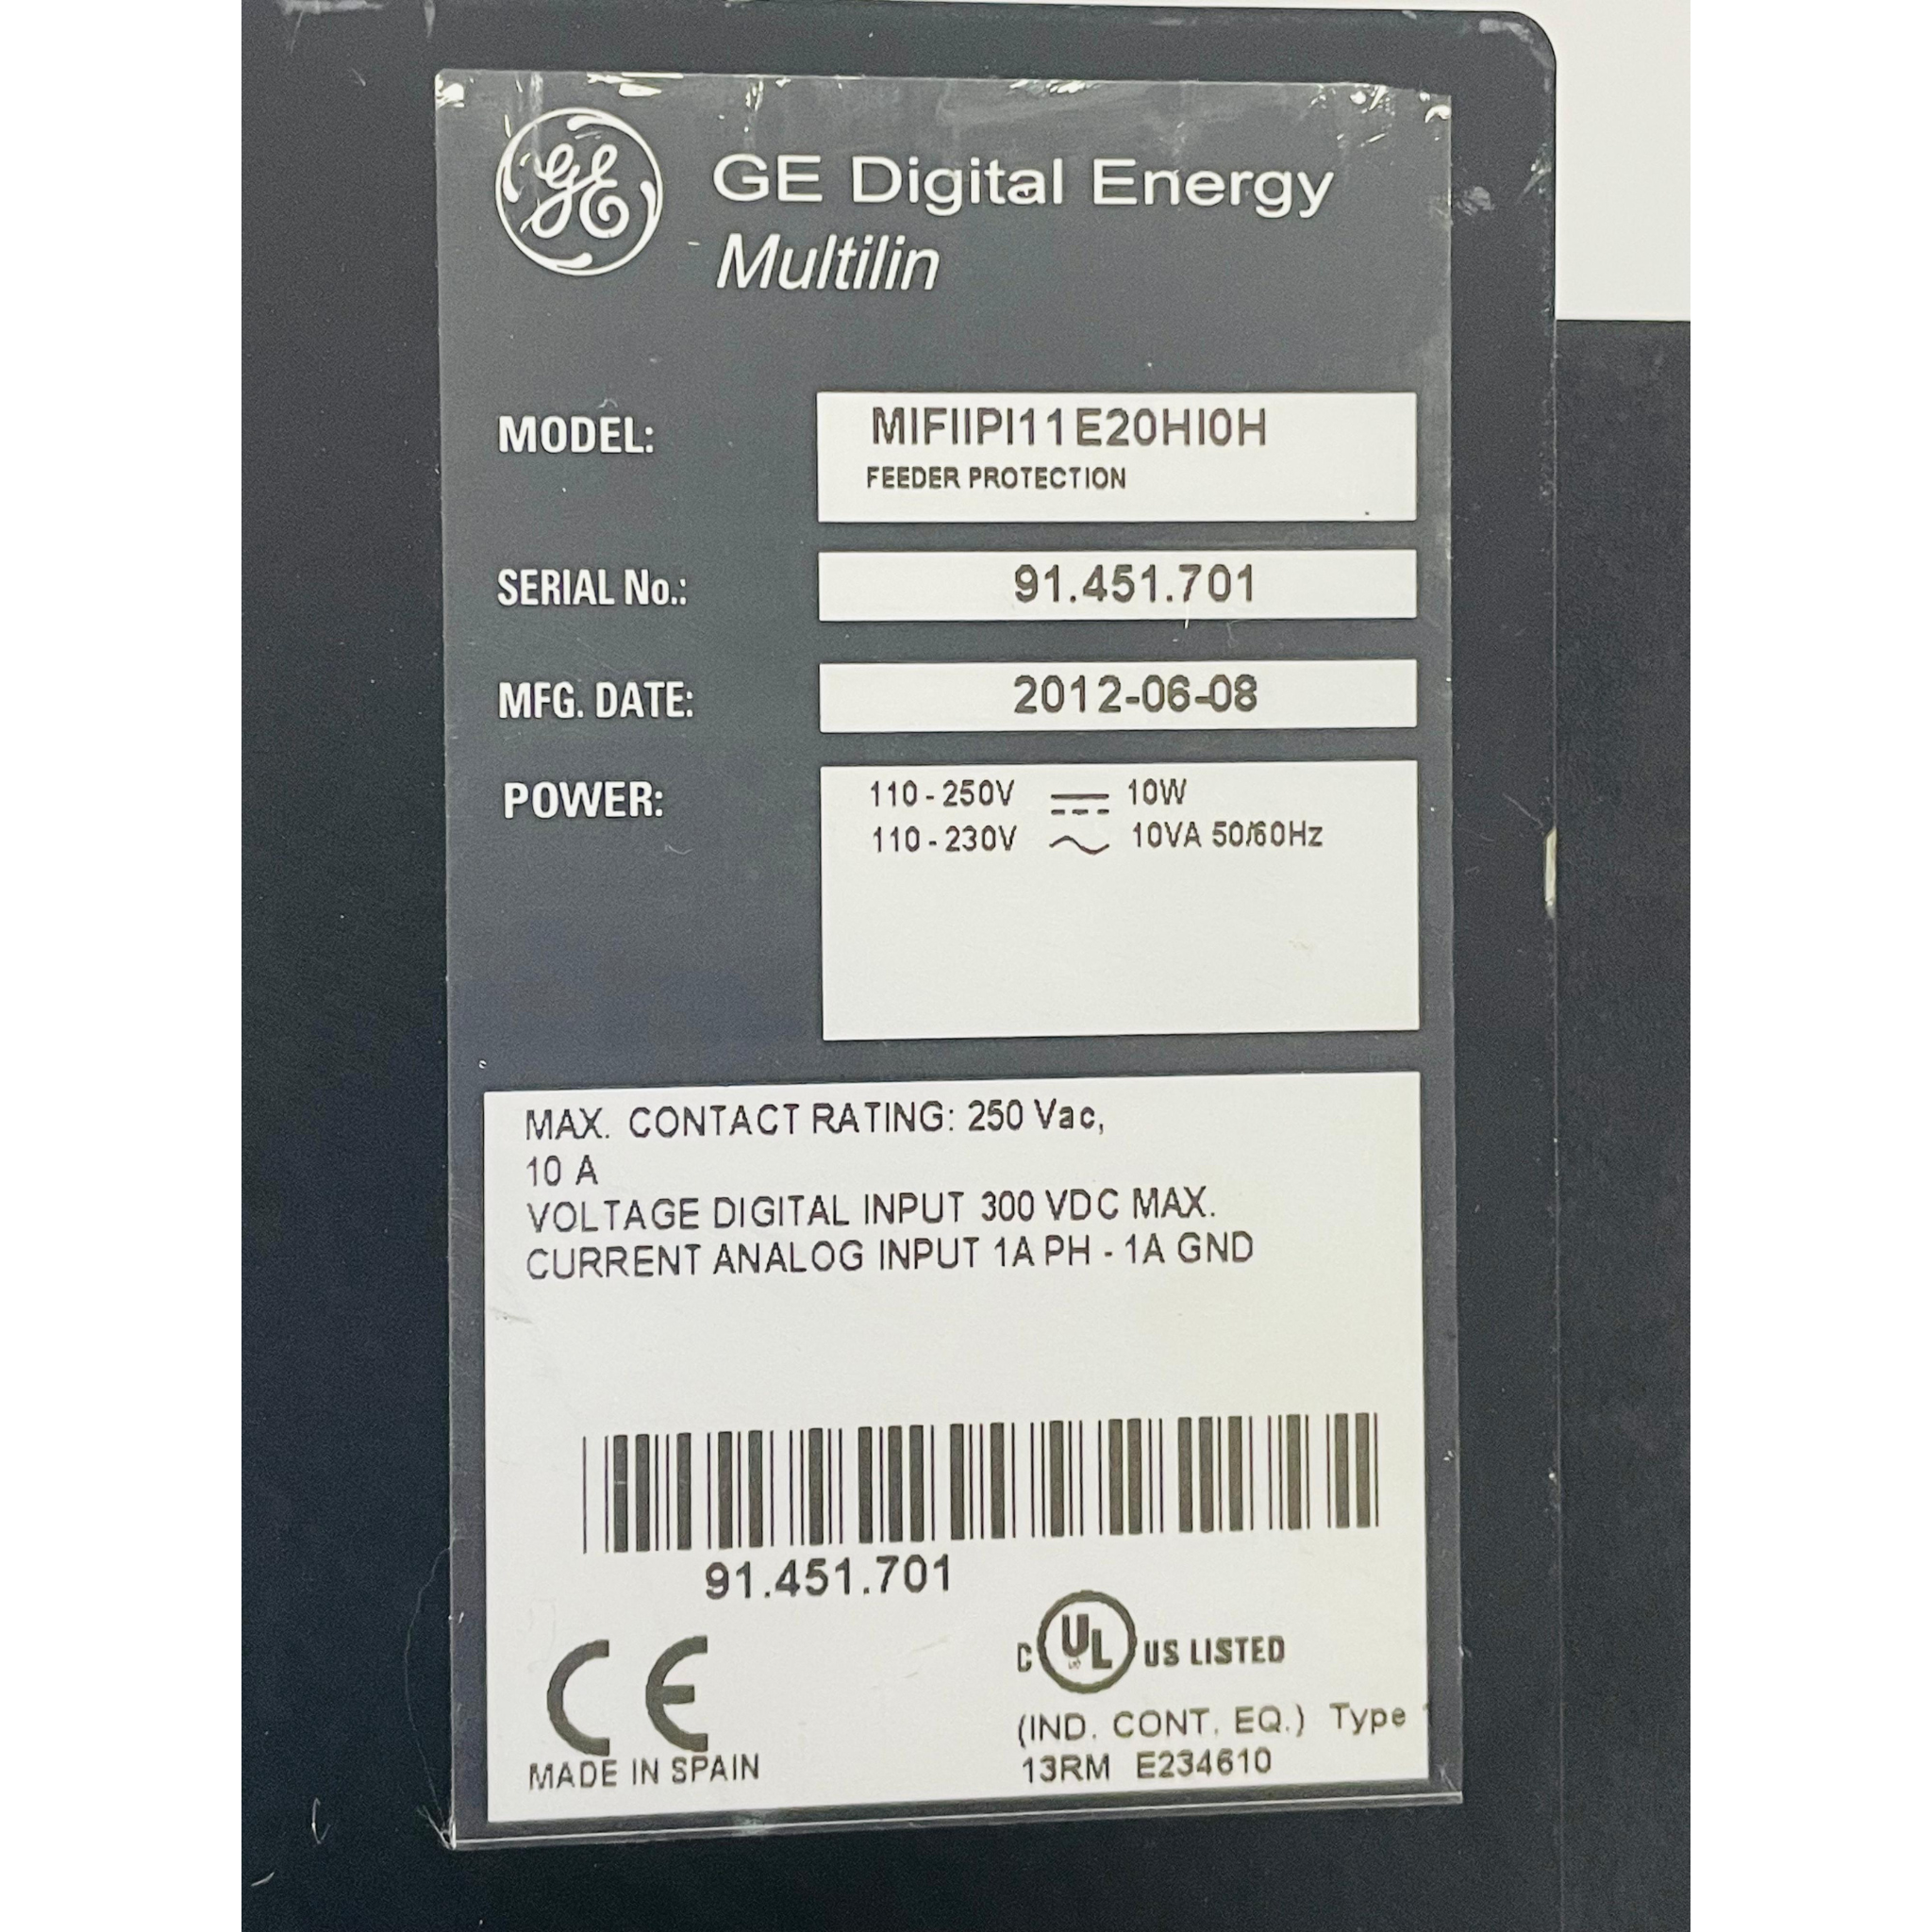 GE
GE Digital Energy
Multilin
MODEL: MIFIIPI11E20HI0H
FEEDER PROTECTION
SERIAL No.: 91.451.701
MFG. DATE: 2012-06-08
POWER: 110-250V ⎓ 10W
110-230V ~ 10VA 50/60Hz
MAX. CONTACT RATING: 250 Vac,
10 A
VOLTAGE DIGITAL INPUT 300 VDC MAX.
CURRENT ANALOG INPUT 1A PH - 1A GND
91.451.701
CE
MADE IN SPAIN
C UL US LISTED
(IND. CONT. EQ.) Type
13RM E234610